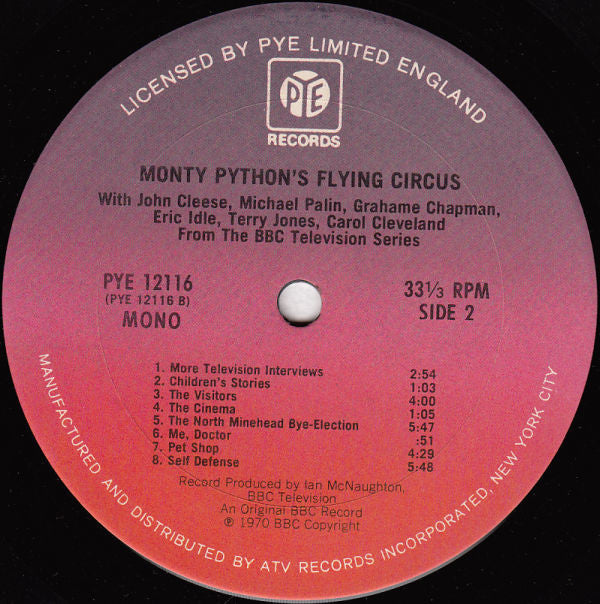 LICENSED BY PYE LIMITED ENGLAND
PYE
RECORDS
MONTY PYTHON'S FLYING CIRCUS
With John Cleese, Michael Palin, Grahame Chapman,
Eric Idle, Terry Jones, Carol Cleveland
From The BBC Television Series
PYE 12116
(PYE 12116 B)
MONO
33⅓ RPM
SIDE 2
1. More Television Interviews 2:54
2. Children's Stories 1:03
3. The Visitors 4:00
4. The Cinema 1:05
5. The North Minehead Bye-Election 5:47
6. Me, Doctor :51
7. Pet Shop 4:29
8. Self Defense 5:48
Record Produced by Ian McNaughton,
BBC Television
An Original BBC Record
℗ 1970 BBC Copyright
MANUFACTURED AND DISTRIBUTED BY ATV RECORDS INCORPORATED, NEW YORK CITY